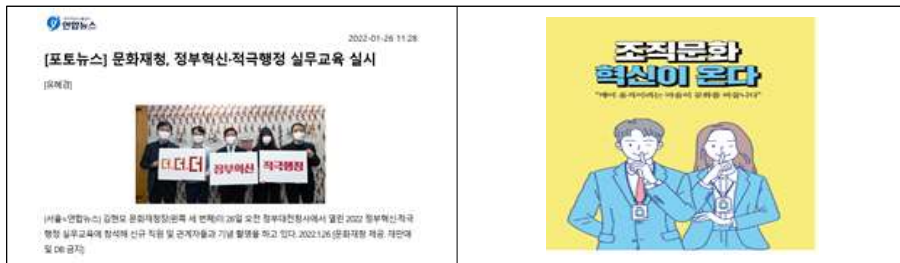 연합뉴스
2022-01-26 11:28
[포토뉴스] 문화재청, 정부혁신·적극행정 실무교육 실시
더.더.더 정부혁신 적극행정
(서울=연합뉴스) 김현모 문화재청장(왼쪽 세 번째)이 26일 오전 정부대전청사에서 열린 2022 정부혁신·적극
행정 실무교육에 참석해 신규 직원 및 관계자들과 기념 촬영을 하고 있다. 2022.1.26 [문화재청 제공. 재판매
및 DB 금지]
조직문화
혁신이 온다